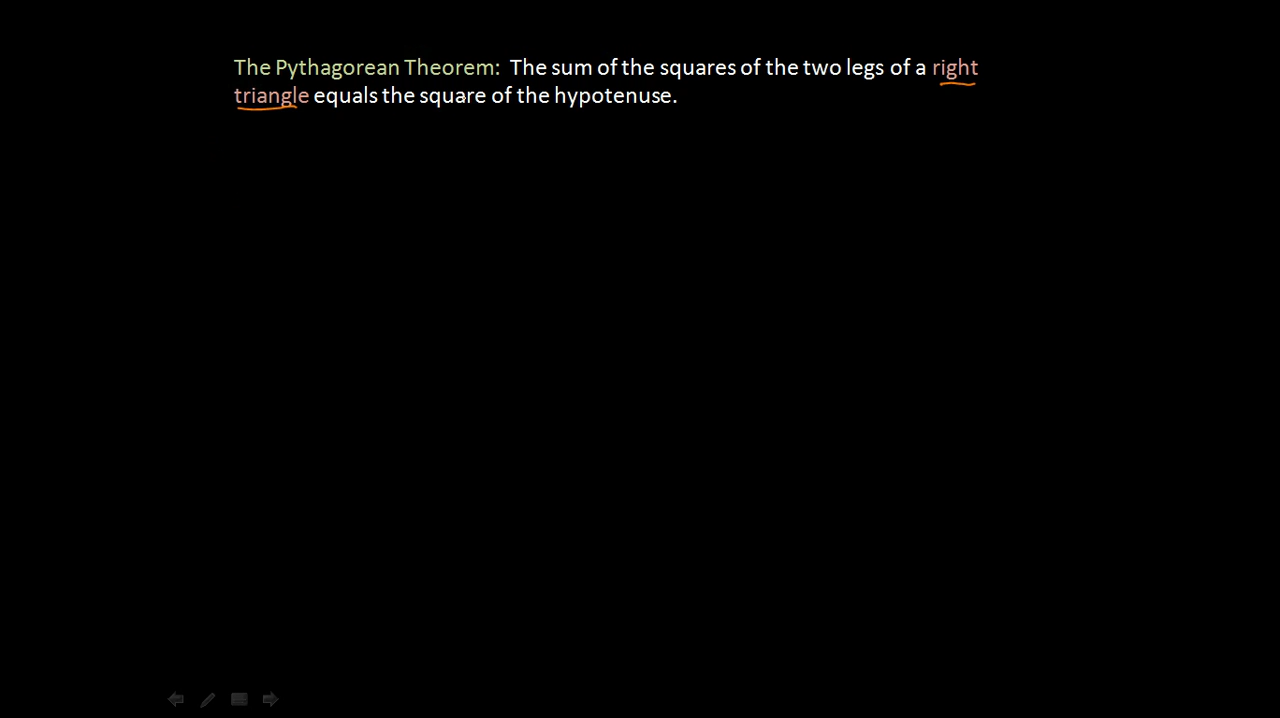 The Pythagorean Theorem: The sum of the squares of the two legs of a right
triangle equals the square of the hypotenuse.